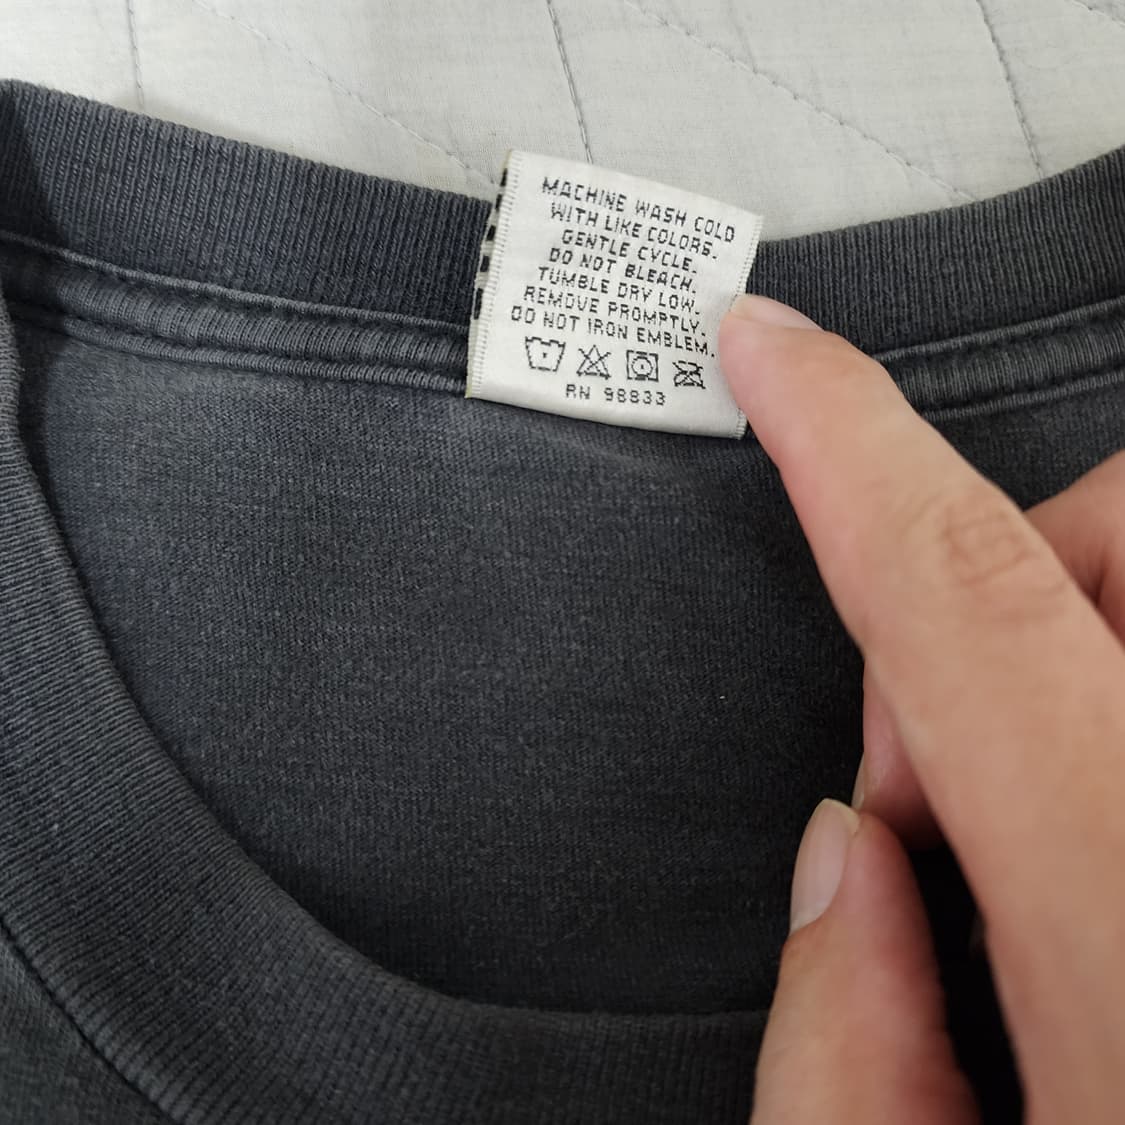 MACHINE WASH COLD
WITH LIKE COLORS.
GENTLE CYCLE.
DO NOT BLEACH.
TUMBLE DRY LOW.
REMOVE PROMPTLY.
DO NOT IRON EMBLEM.
RN 98833